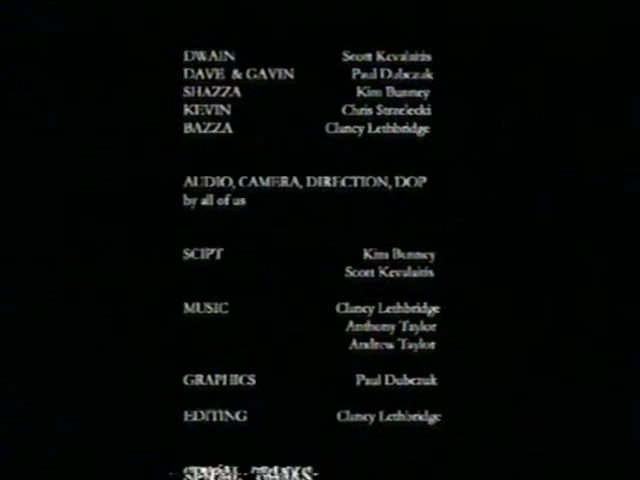 DWAIN Scott Kevalaitis
DAVE & GAVIN Paul Dubczuk
SHAZZA Kim Bunney
KEVIN Chris Strzelecki
BAZZA Clancy Lethbridge
AUDIO, CAMERA, DIRECTION, DOP
by all of us
SCIPT Kim Bunney
Scott Kevalaitis
MUSIC Clancy Lethbridge
Anthony Taylor
Andrew Taylor
GRAPHICS Paul Dubczuk
EDITING Clancy Lethbridge